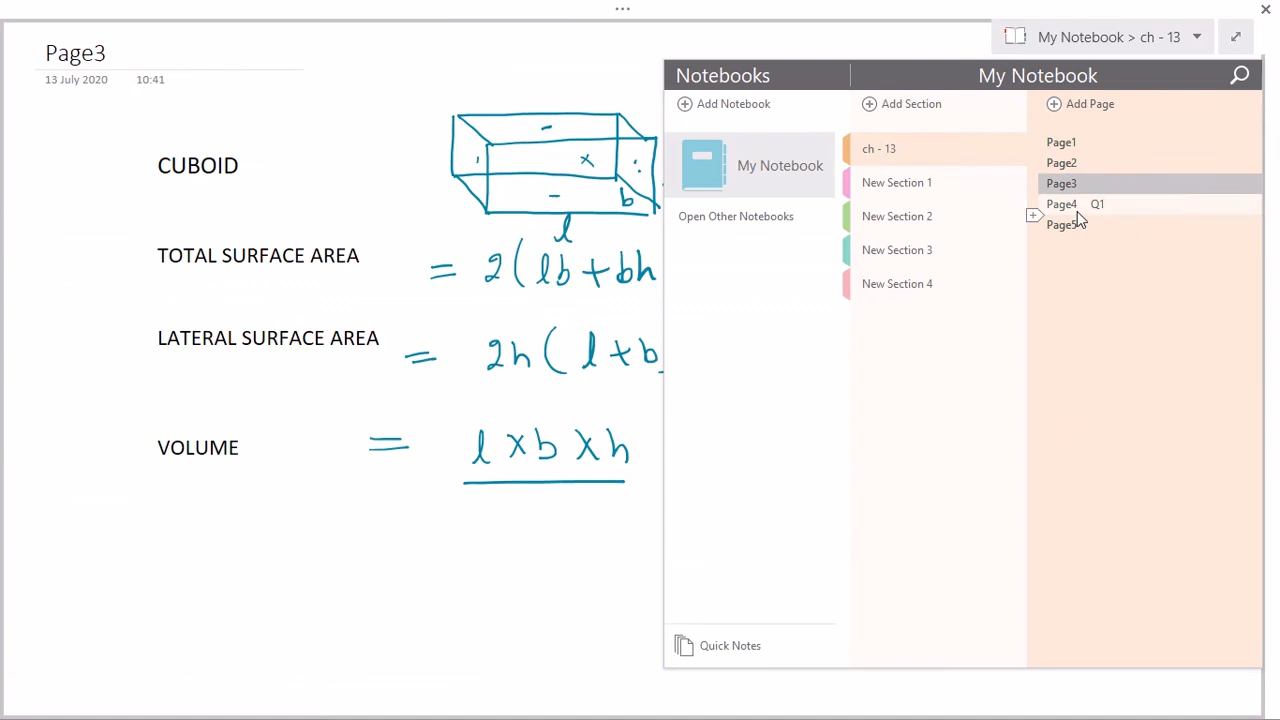 My Notebook > ch - 13
Page3
13 July 2020 10:41
Notebooks
My Notebook
Add Notebook
Add Section
Add Page
My Notebook
Open Other Notebooks
ch - 13
New Section 1
New Section 2
New Section 3
New Section 4
Page1
Page2
Page3
Page4 Q1
Page5
Quick Notes
CUBOID
b
l
TOTAL SURFACE AREA = 2(lb+bh
LATERAL SURFACE AREA = 2h(l+b
VOLUME = l×b×h